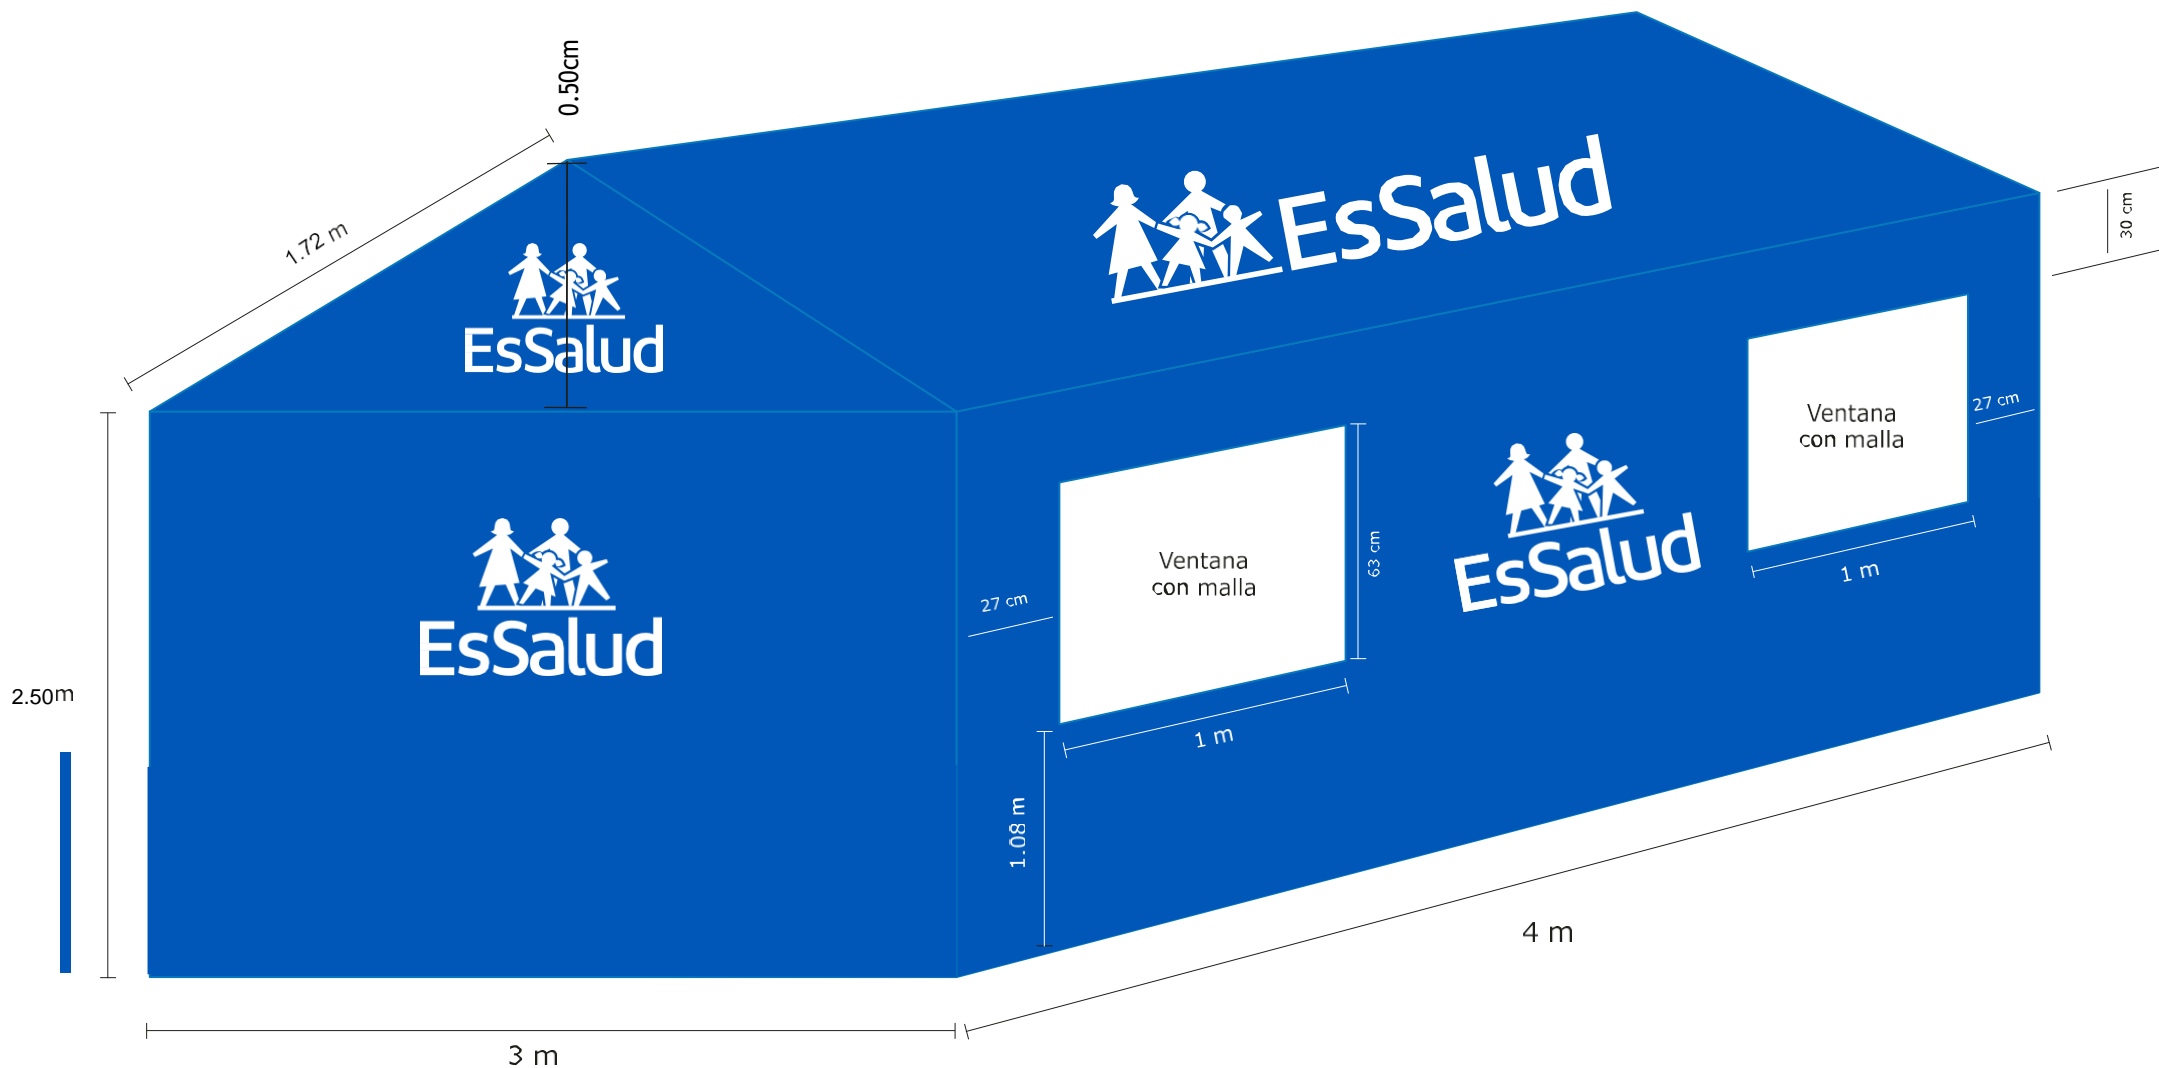 0.50cm
1.72 m
EsSalud
EsSalud
30 cm
Ventana
con malla
27 cm
1 m
EsSalud
63 cm
Ventana
con malla
27 cm
1 m
EsSalud
2.50m
1.08 m
4 m
3 m